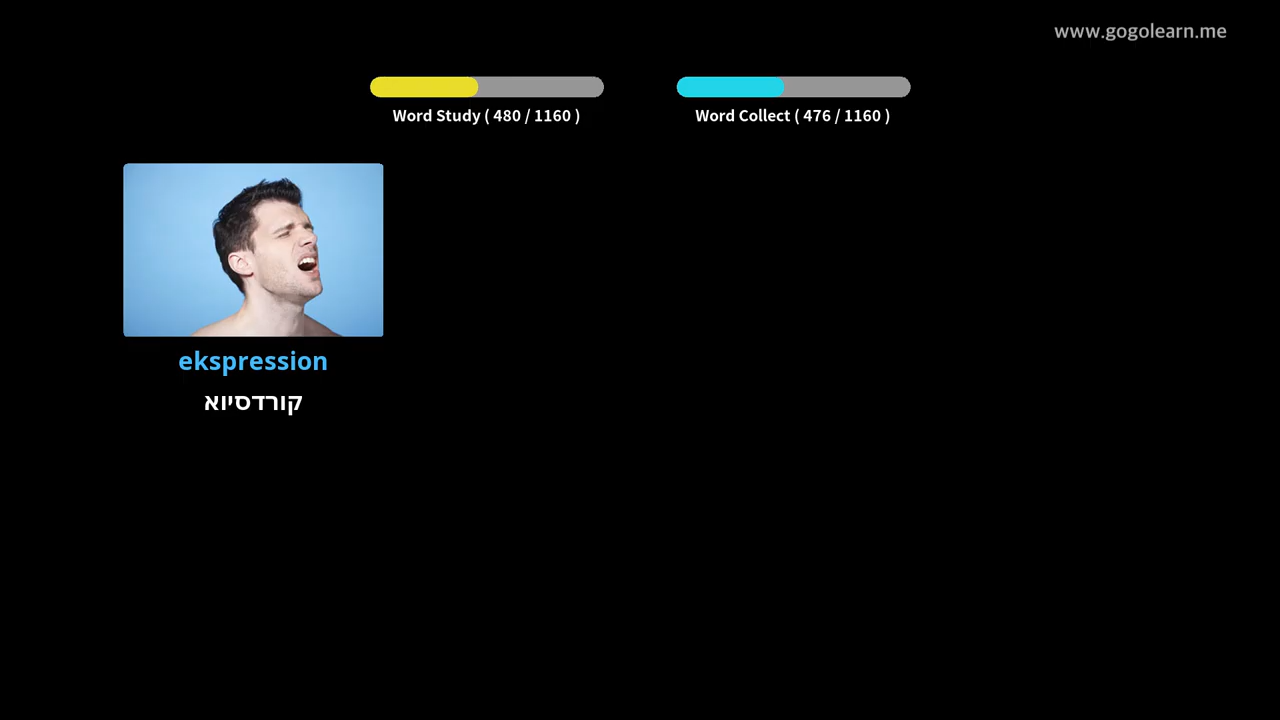 www.gogolearn.me
Word Study ( 480 / 1160 )
Word Collect ( 476 / 1160 )
ekspression
קורדסיוא